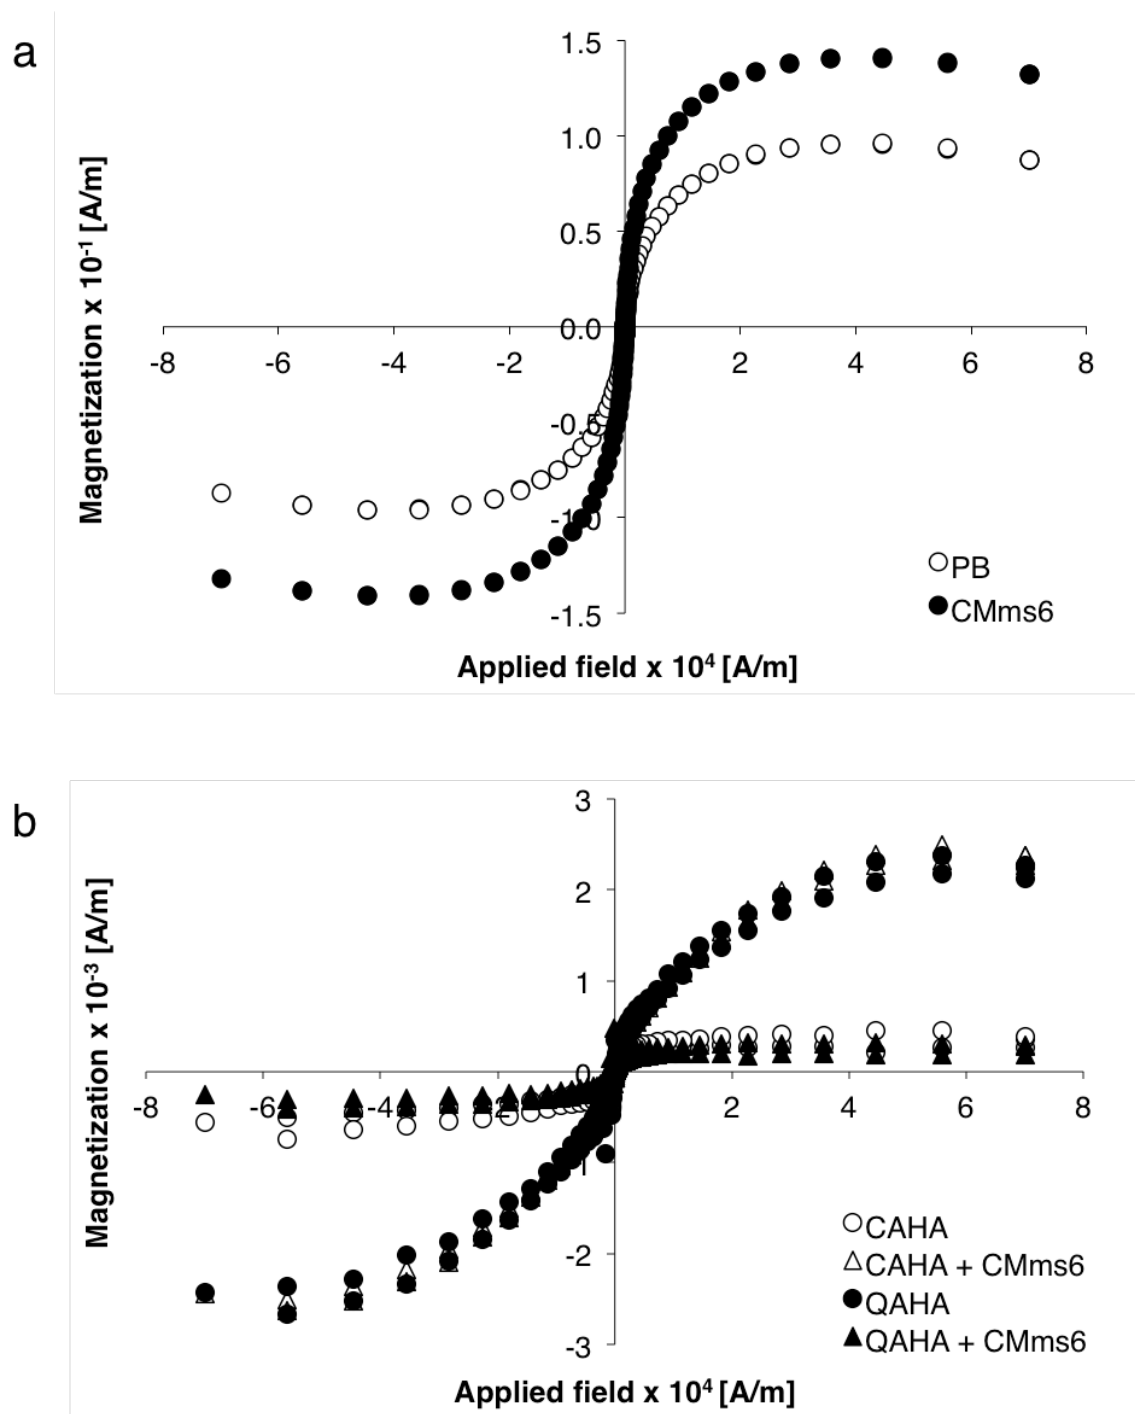 a
1.5
1.0
0.5
0.0
-8 -6 -4 -2 2 4 6 8
-0.5
-1.0
-1.5
Magnetization x 10-1 [A/m]
PB
CMms6
Applied field x 104 [A/m]
b
3
2
1
0
-8 -6 -4 -2 2 4 6 8
-2
-3
Magnetization x 10-3 [A/m]
CAHA
CAHA + CMms6
QAHA
QAHA + CMms6
Applied field x 104 [A/m]